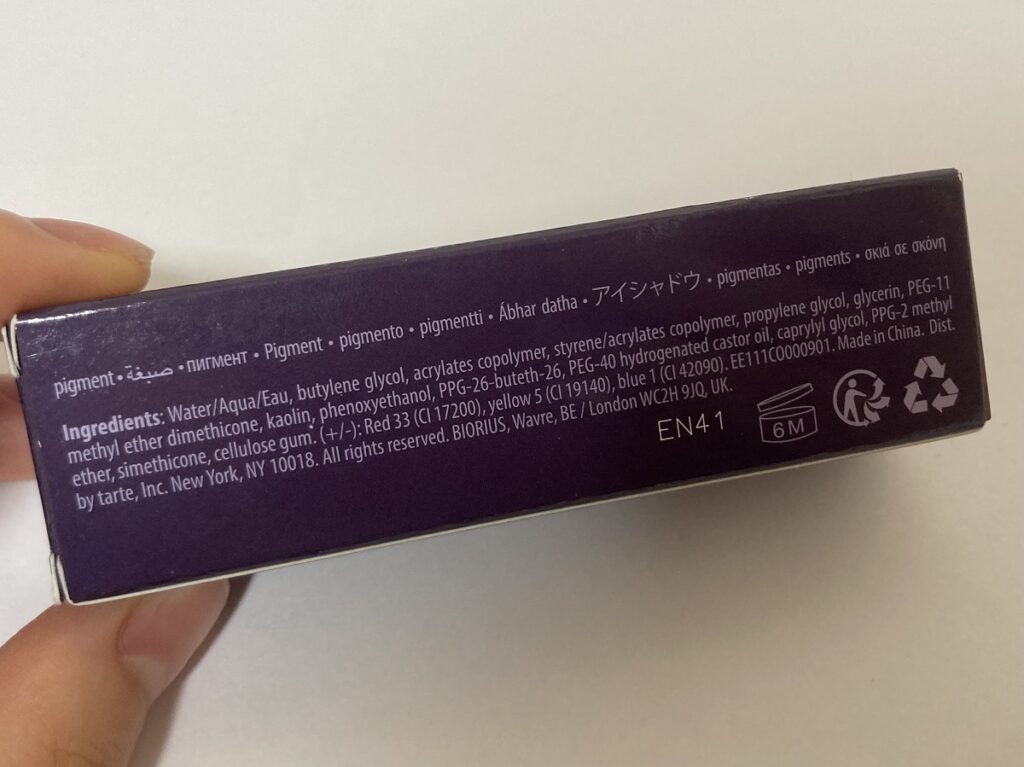 pigment • صبغة • ПИГМЕНТ • Pigment • pigmento • pigmentti • Ábhar datha • アイシャドウ • pigmentas • pigments • σκιά σε σκόνη
Ingredients: Water/Aqua/Eau, butylene glycol, acrylates copolymer, styrene/acrylates copolymer, propylene glycol, glycerin, PEG-11
methyl ether dimethicone, kaolin, phenoxyethanol, PPG-26-buteth-26, PEG-40 hydrogenated castor oil, caprylyl glycol, PPG-2 methyl
ether, simethicone, cellulose gum. (+/-): Red 33 (CI 17200), yellow 5 (CI 19140), blue 1 (CI 42090). EE111C0000901. Made in China. Dist.
by tarte, Inc. New York, NY 10018. All rights reserved. BIORIUS, Wavre, BE / London WC2H 9JQ, UK.
EN41
6M